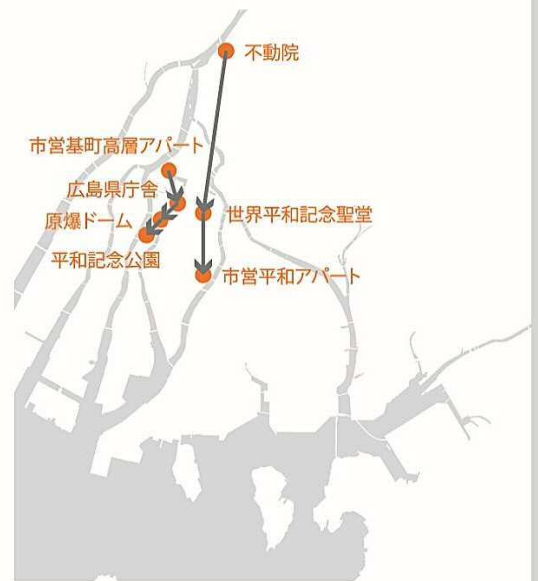 不動院
市営基町高層アパート
広島県庁舎
原爆ドーム
世界平和記念聖堂
平和記念公園
市営平和アパート